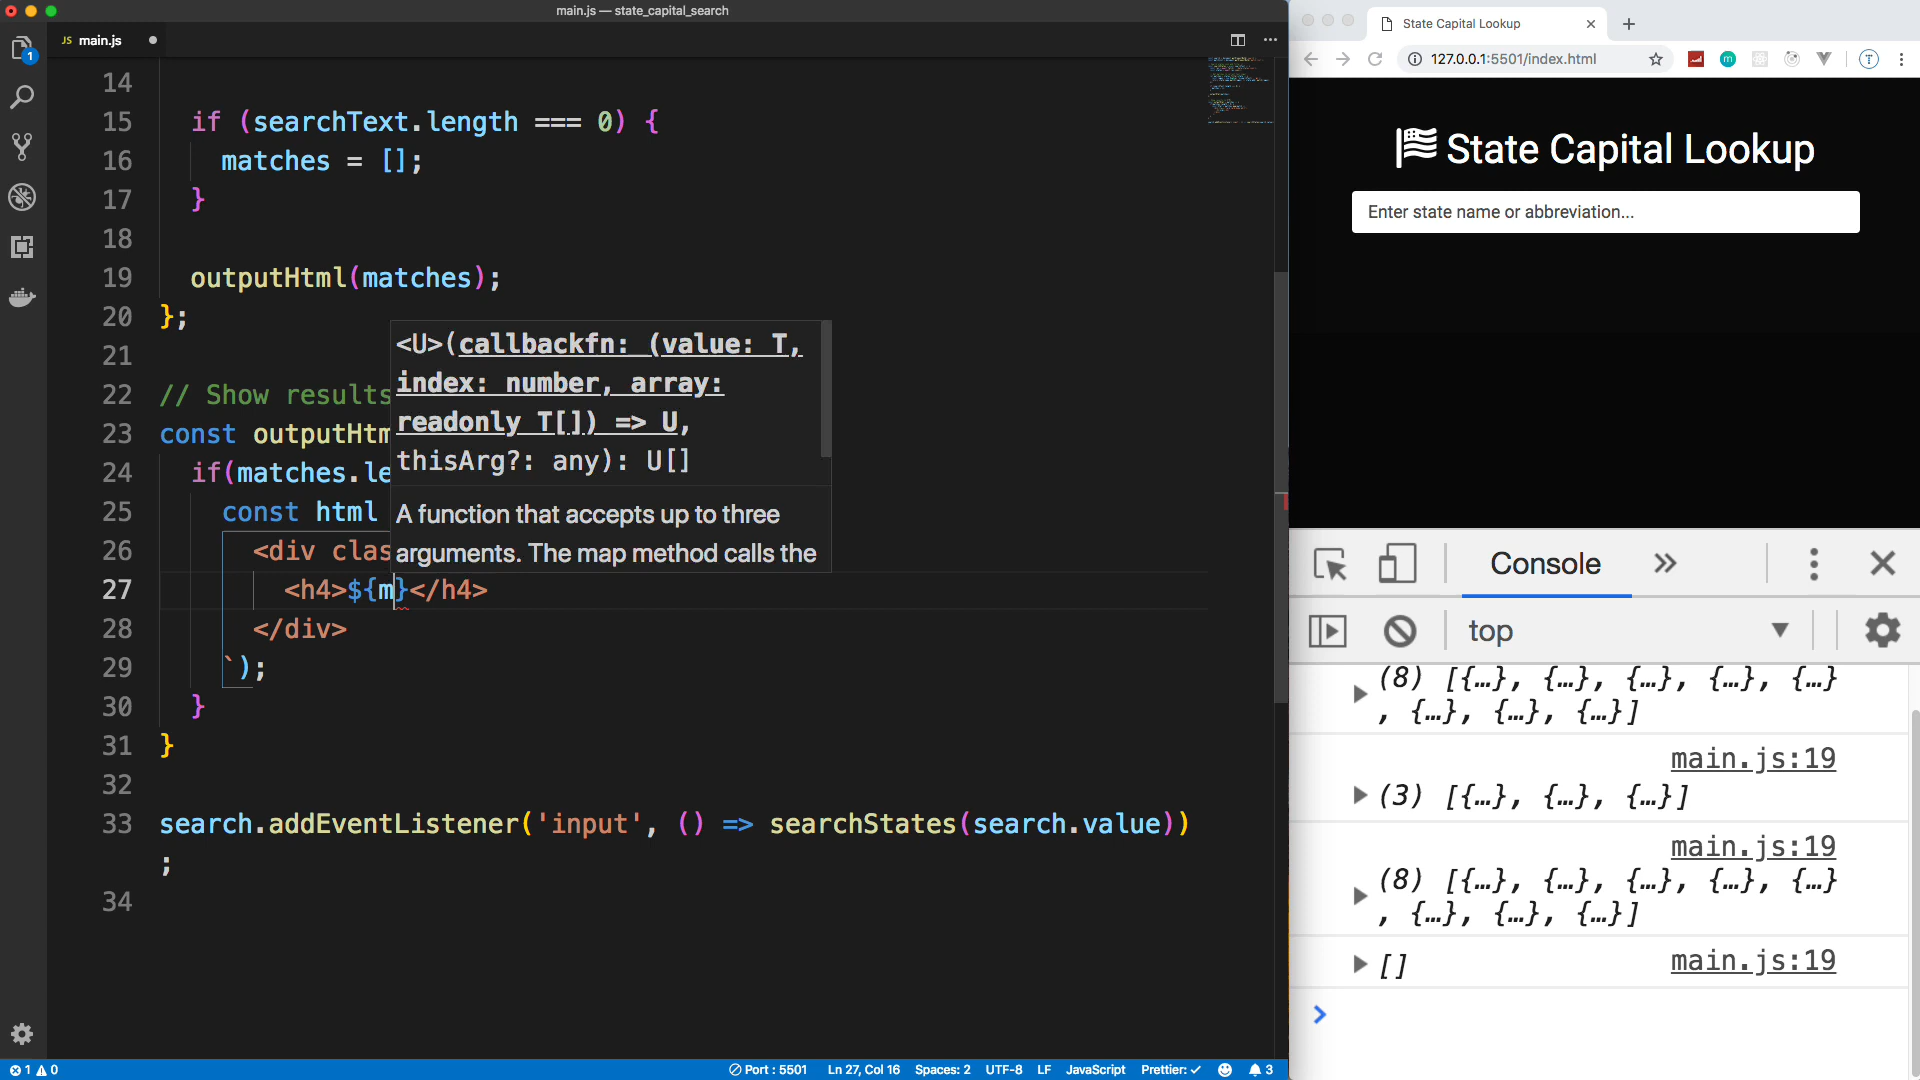 main.js — state_capital_search
JS main.js
1
14
15 if (searchText.length === 0) {
16 matches = [];
17 }
18
19 outputHtml(matches);
20 };
21
22 // Show results
23 const outputHtm
24 if(matches.le
25 const html
26 <div clas
27 <h4>${m}</h4>
28 </div>
29 `);
30 }
31 }
32
33 search.addEventListener('input', () => searchStates(search.value))
;
34
<U>(callbackfn: (value: T,
index: number, array:
readonly T[]) => U,
thisArg?: any): U[]
A function that accepts up to three
arguments. The map method calls the
1 0
Port : 5501 Ln 27, Col 16 Spaces: 2 UTF-8 LF JavaScript Prettier: ✓ 3
State Capital Lookup
127.0.0.1:5501/index.html
m T
State Capital Lookup
Enter state name or abbreviation...
Console
top
(8) [{…}, {…}, {…}, {…}, {…}
, {…}, {…}, {…}]
main.js:19
(3) [{…}, {…}, {…}]
main.js:19
(8) [{…}, {…}, {…}, {…}, {…}
, {…}, {…}, {…}]
[] main.js:19